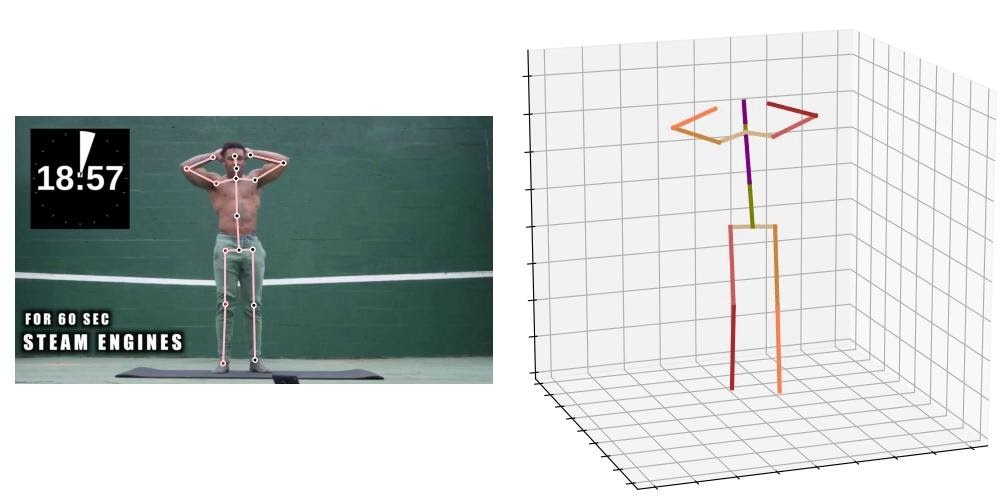 18:57
FOR 60 SEC
STEAM ENGINES